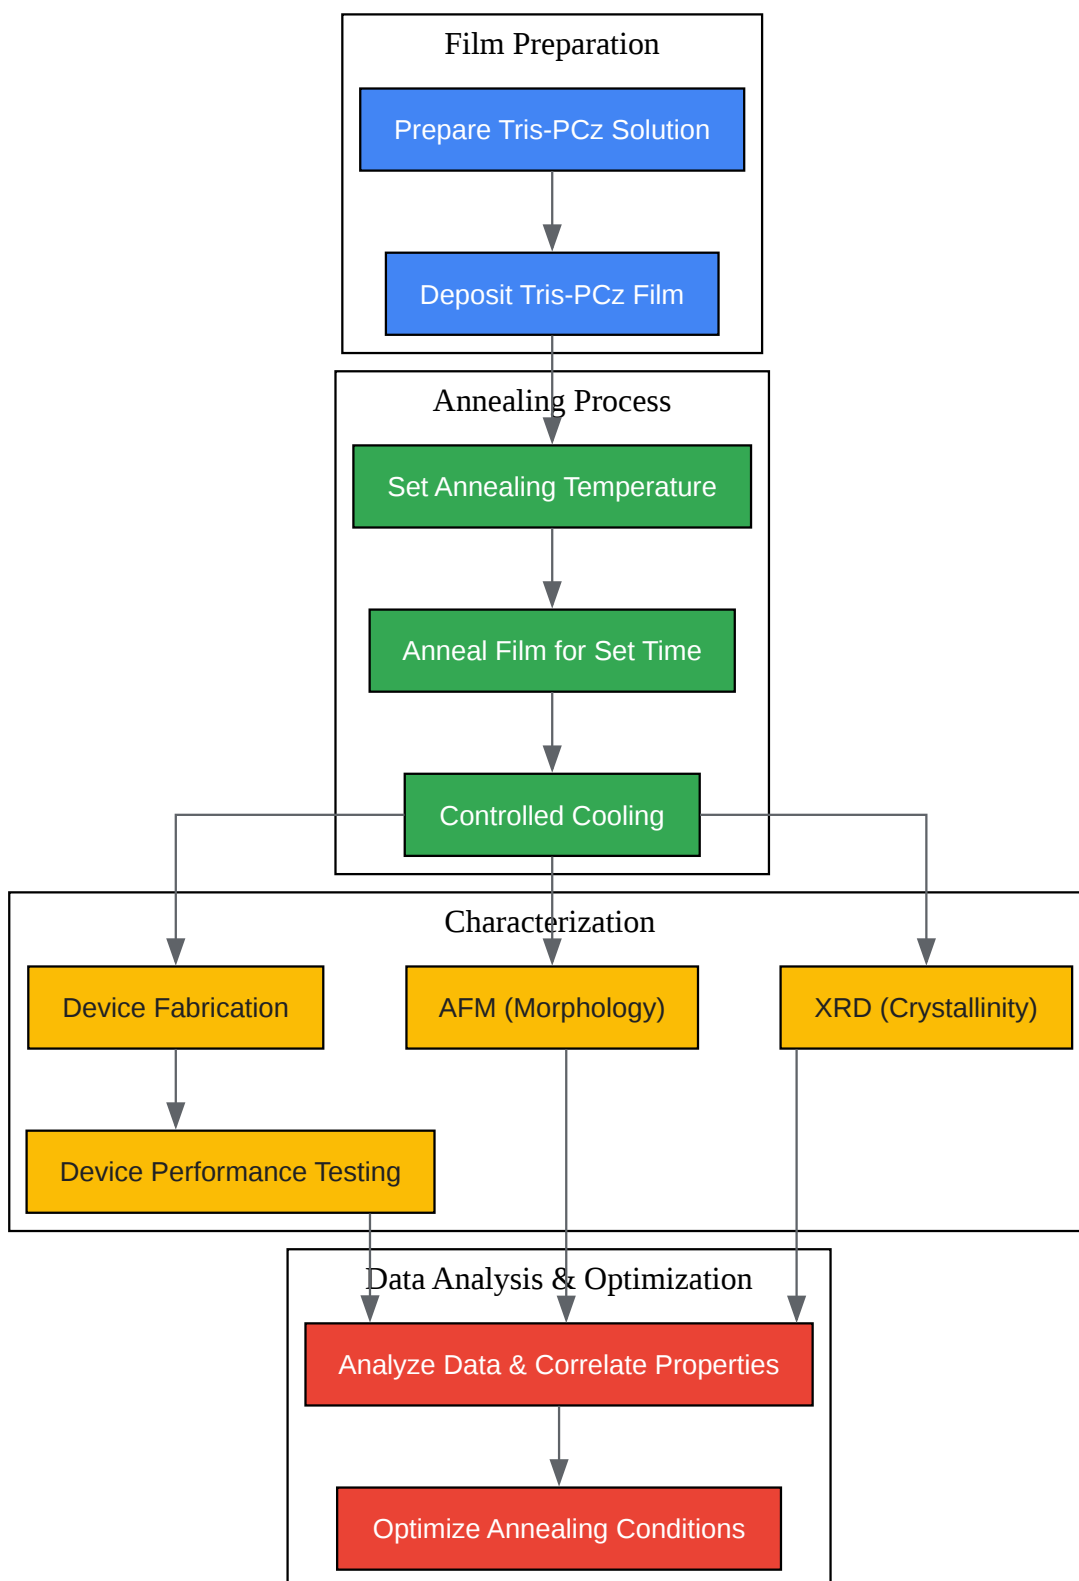 Film Preparation
Prepare Tris-PCz Solution
Deposit Tris-PCz Film
Annealing Process
Set Annealing Temperature
Anneal Film for Set Time
Controlled Cooling
Characterization
Device Fabrication
AFM (Morphology)
XRD (Crystallinity)
Device Performance Testing
Data Analysis & Optimization
Analyze Data & Correlate Properties
Optimize Annealing Conditions